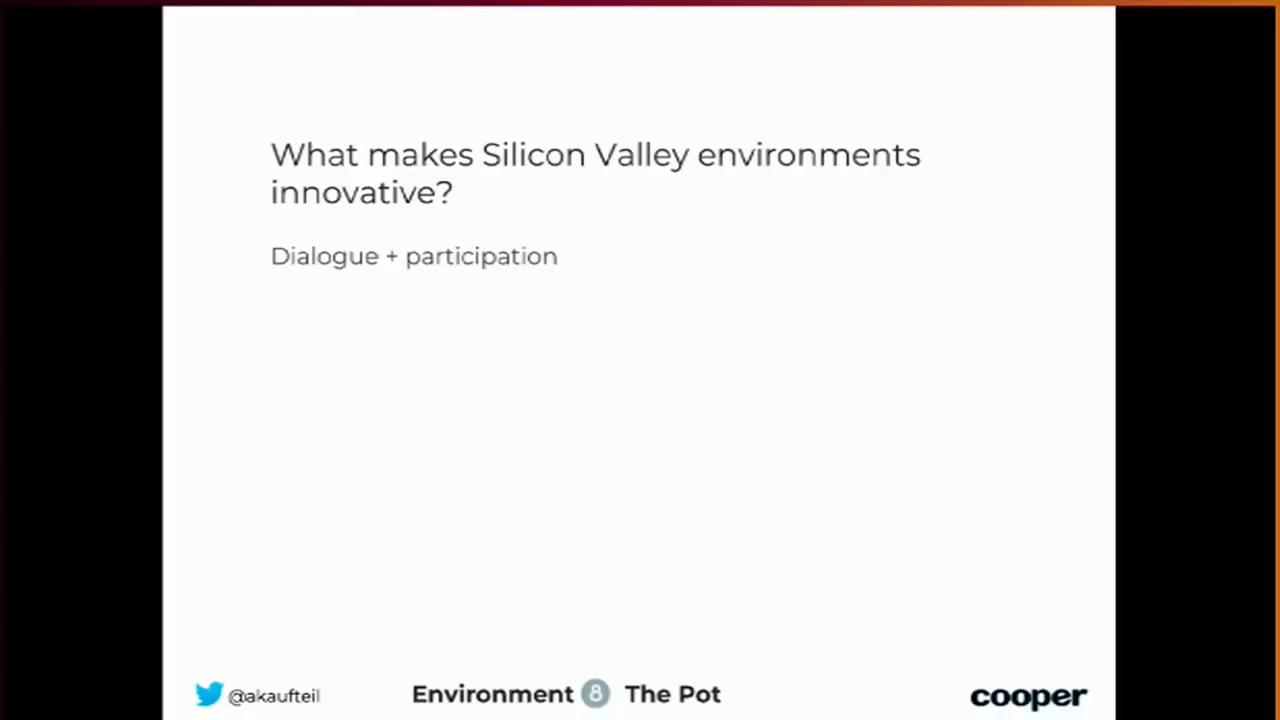 What makes Silicon Valley environments
innovative?
Dialogue + participation
@akaufteil
Environment 8 The Pot
cooper